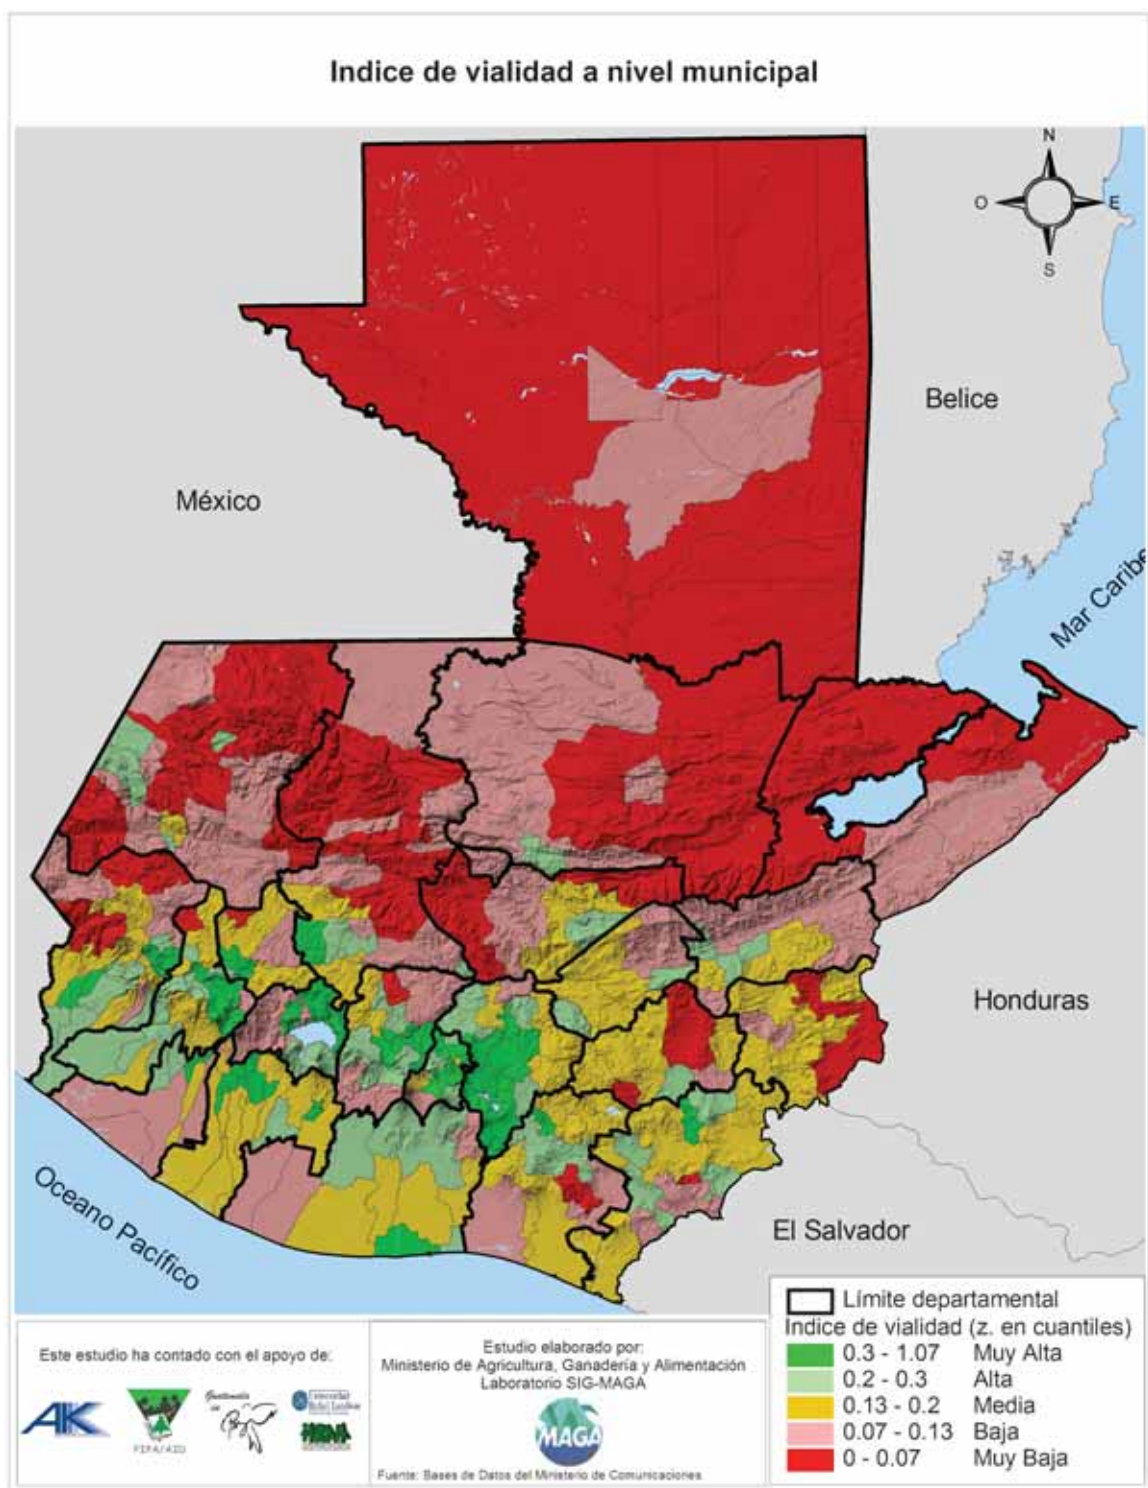 Indice de vialidad a nivel municipal
N
O
E
S
Belice
México
Mar Caribe
Honduras
Oceano Pacífico
El Salvador
Límite departamental
Indice de vialidad (z. en cuantiles)
0.3 - 1.07 Muy Alta
0.2 - 0.3 Alta
0.13 - 0.2 Media
0.07 - 0.13 Baja
0 - 0.07 Muy Baja
Este estudio ha contado con el apoyo de:
FIPA/AID
Estudio elaborado por:
Ministerio de Agricultura, Ganadería y Alimentación
Laboratorio SIG-MAGA
MAGA
Fuente: Bases de Datos del Ministerio de Comunicaciones